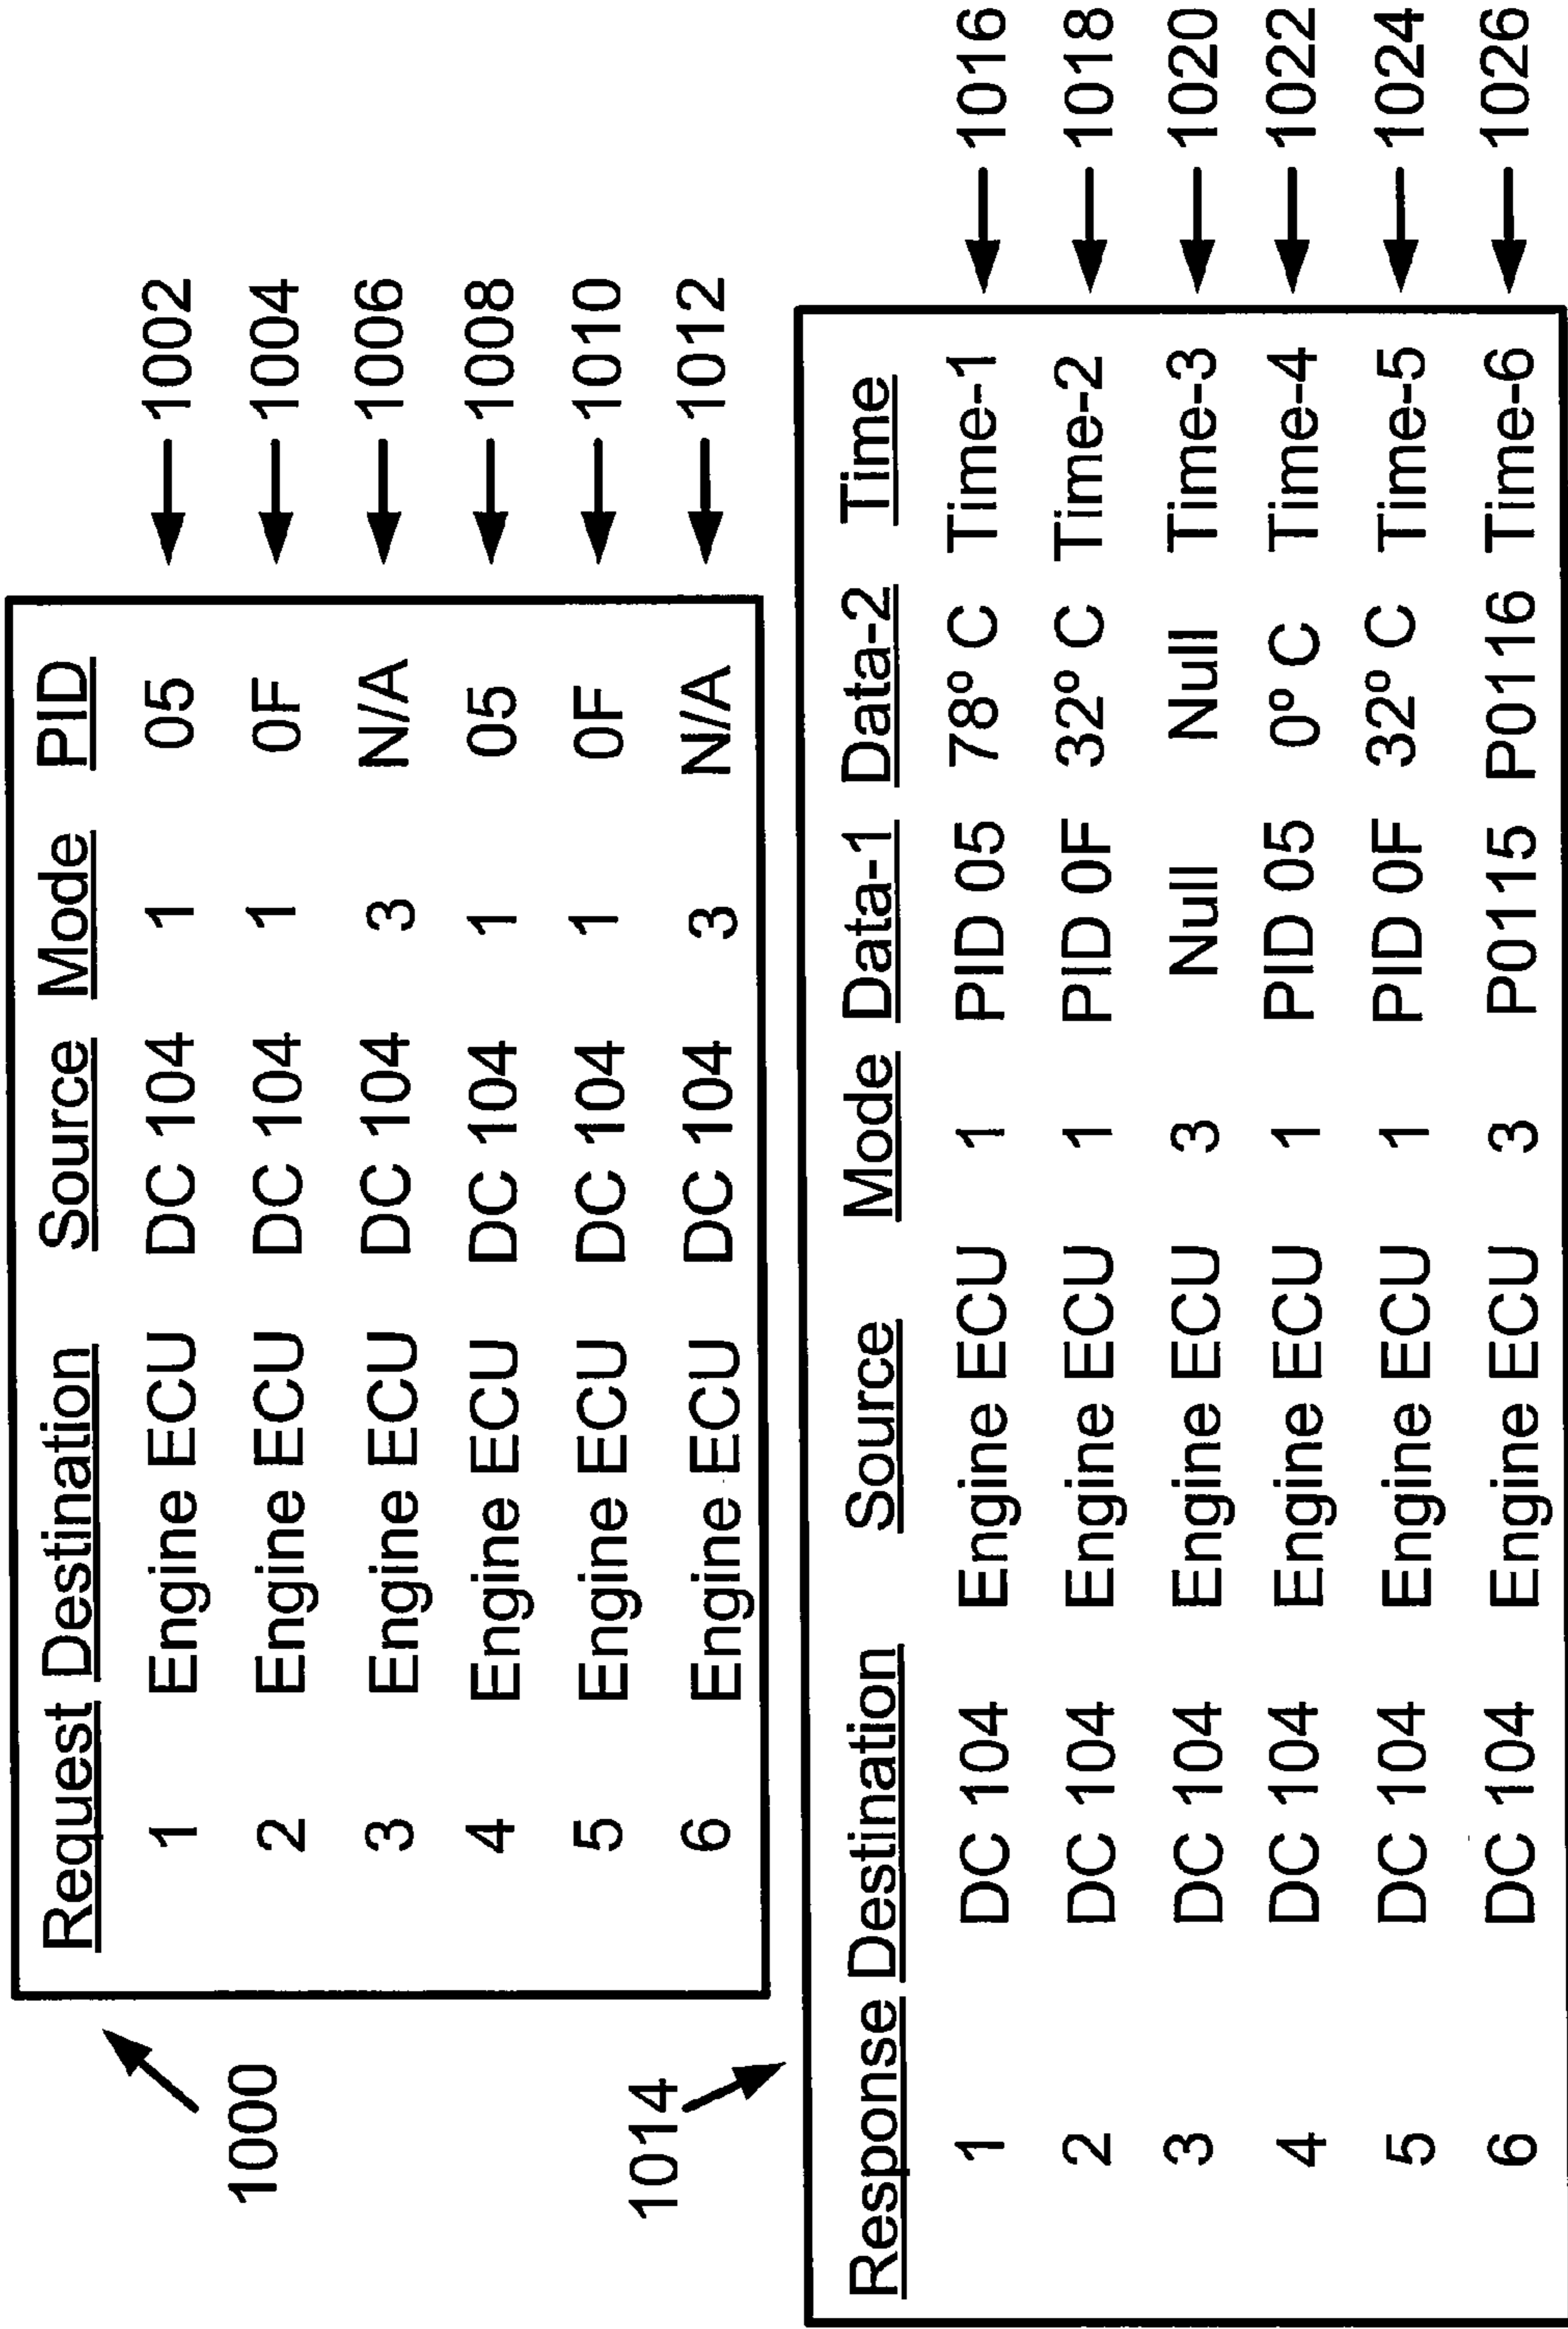 Request Destination Source Mode PID
1 Engine ECU DC 104 1 05 1002
2 Engine ECU DC 104 1 0F 1004
3 Engine ECU DC 104 3 N/A 1006
4 Engine ECU DC 104 1 05 1008
5 Engine ECU DC 104 1 0F 1010
6 Engine ECU DC 104 3 N/A 1012
1000
1014
Response Destination Source Mode Data-1 Data-2 Time
1 DC 104 Engine ECU 1 PID 05 78º C Time-1 1016
2 DC 104 Engine ECU 1 PID 0F 32º C Time-2 1018
3 DC 104 Engine ECU 3 Null Null Time-3 1020
4 DC 104 Engine ECU 1 PID 05 0º C Time-4 1022
5 DC 104 Engine ECU 1 PID 0F 32º C Time-5 1024
6 DC 104 Engine ECU 3 P0115 P0116 Time-6 1026